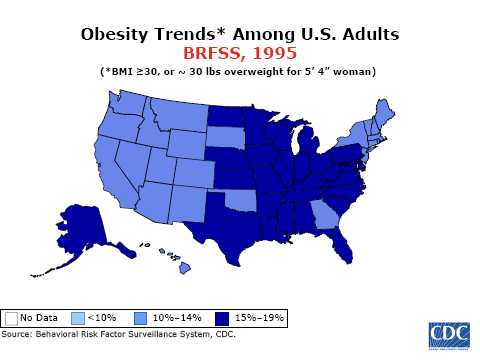 Obesity Trends* Among U.S. Adults
BRFSS, 1995
(*BMI ≥30, or ~ 30 lbs overweight for 5’ 4” woman)
No Data <10% 10%–14% 15%–19%
Source: Behavioral Risk Factor Surveillance System, CDC.
CDC